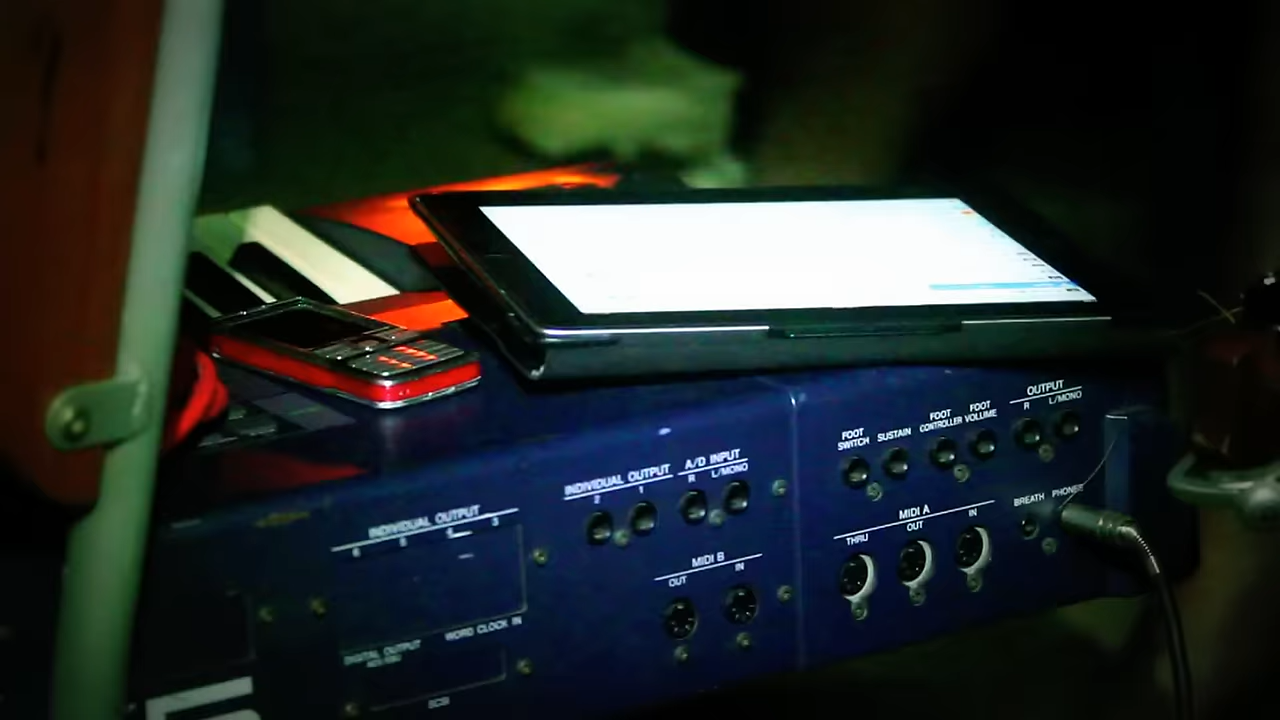 OUTPUT
R L/MONO
FOOT SWITCH
SUSTAIN
FOOT CONTROLLER
FOOT VOLUME
A/D INPUT
R L/MONO
INDIVIDUAL OUTPUT
2 1
INDIVIDUAL OUTPUT
6 5 4 3
MIDI A
THRU OUT IN
BREATH
PHONES
MIDI B
OUT IN
WORD CLOCK IN
DIGITAL OUTPUT
SCSI